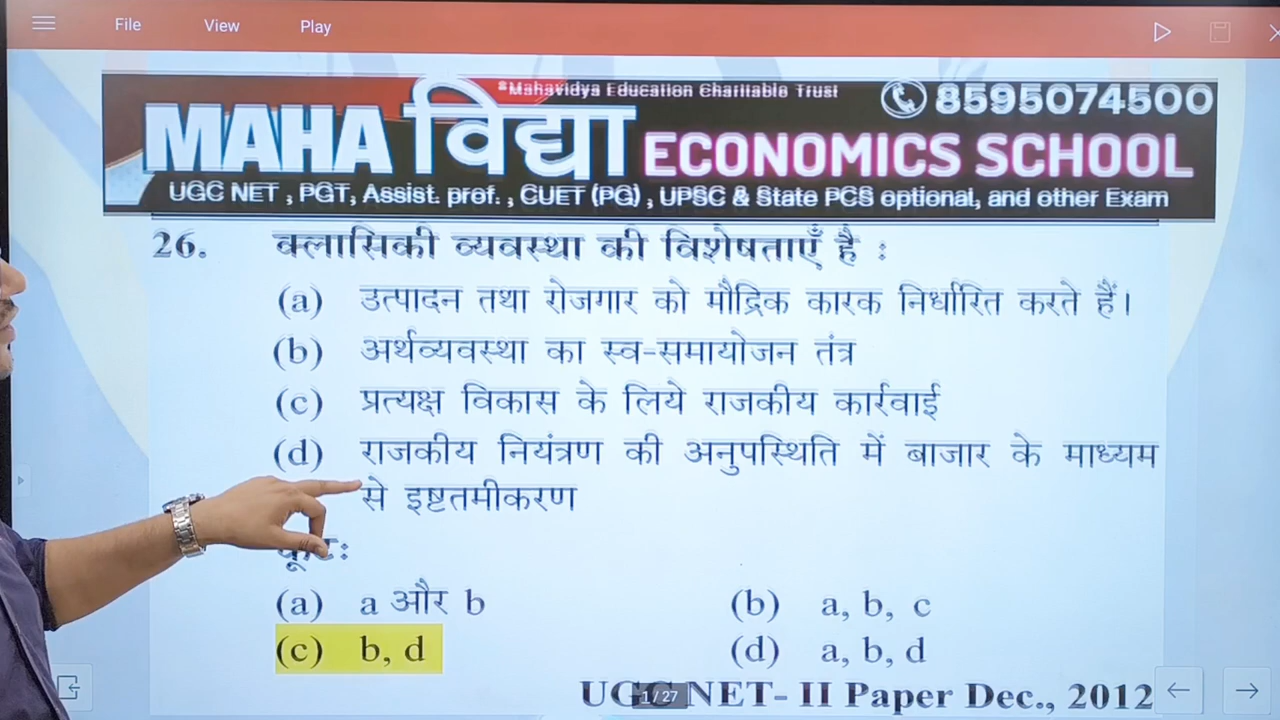 File View Play
*Mahavidya Education Charitable Trust
8595074500
MAHA विद्या ECONOMICS SCHOOL
UGC NET , PGT, Assist. prof. , CUET (PG) , UPSC & State PCS optional, and other Exam
26. क्लासिकी व्यवस्था की विशेषताएँ है :
(a) उत्पादन तथा रोजगार को मौद्रिक कारक निर्धारित करते हैं।
(b) अर्थव्यवस्था का स्व-समायोजन तंत्र
(c) प्रत्यक्ष विकास के लिये राजकीय कार्रवाई
(d) राजकीय नियंत्रण की अनुपस्थिति में बाजार के माध्यम
से इष्टतमीकरण
(a) a और b (b) a, b, c
(c) b, d (d) a, b, d
UGC NET- II Paper Dec., 2012
1 / 27